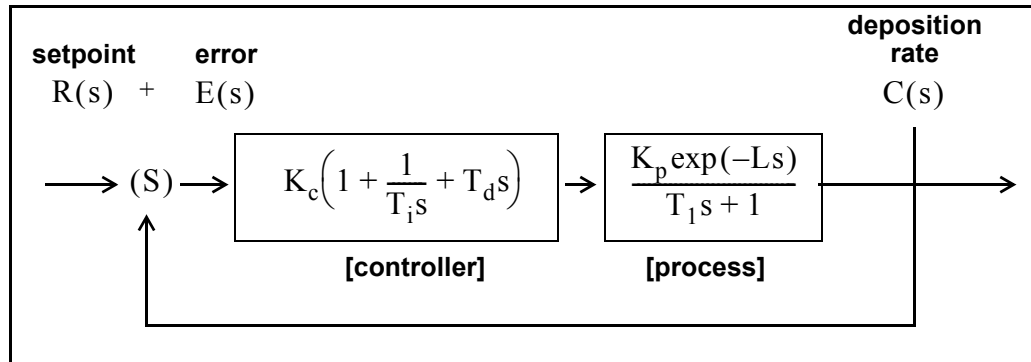 setpoint error deposition rate
R(s) + E(s) C(s)
(S) K_c(1 + 1/(T_i s) + T_d s) K_p exp(–Ls)/(T_1 s + 1)
[controller] [process]